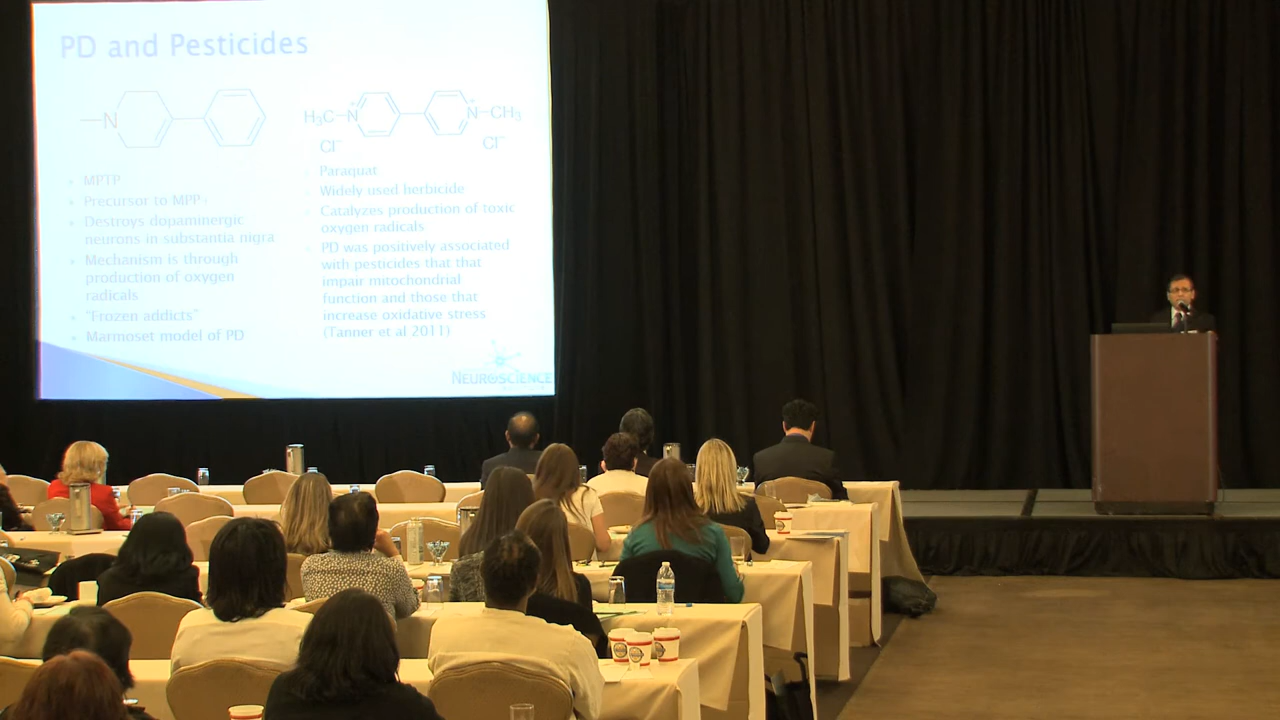 PD and Pesticides
N
H₃C
N⁺
N⁺
CH₃
Cl⁻
Cl⁻
MPTP
Precursor to MPP+
Destroys dopaminergic
neurons in substantia nigra
Mechanism is through
production of oxygen
radicals
"Frozen addicts"
Marmoset model of PD
Paraquat
Widely used herbicide
Catalyzes production of toxic
oxygen radicals
PD was positively associated
with pesticides that that
impair mitochondrial
function and those that
increase oxidative stress
(Tanner et al 2011)
NEUROSCIENCE